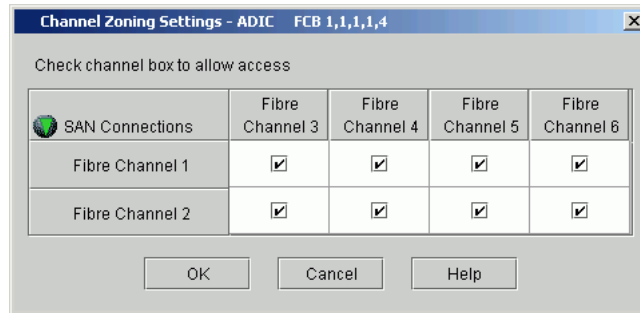 Channel Zoning Settings - ADIC FCB 1,1,1,1,4
Check channel box to allow access
SAN Connections
Fibre Channel 3
Fibre Channel 4
Fibre Channel 5
Fibre Channel 6
Fibre Channel 1
Fibre Channel 2
OK
Cancel
Help